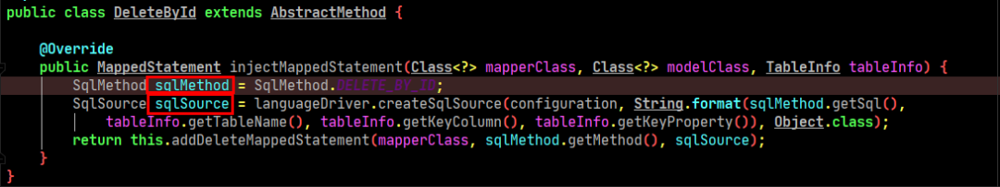 public class DeleteById extends AbstractMethod {
@Override
public MappedStatement injectMappedStatement(Class<?> mapperClass, Class<?> modelClass, TableInfo tableInfo) {
SqlMethod sqlMethod = SqlMethod.DELETE_BY_ID;
SqlSource sqlSource = languageDriver.createSqlSource(configuration, String.format(sqlMethod.getSql(),
tableInfo.getTableName(), tableInfo.getKeyColumn(), tableInfo.getKeyProperty()), Object.class);
return this.addDeleteMappedStatement(mapperClass, sqlMethod.getMethod(), sqlSource);
}
}